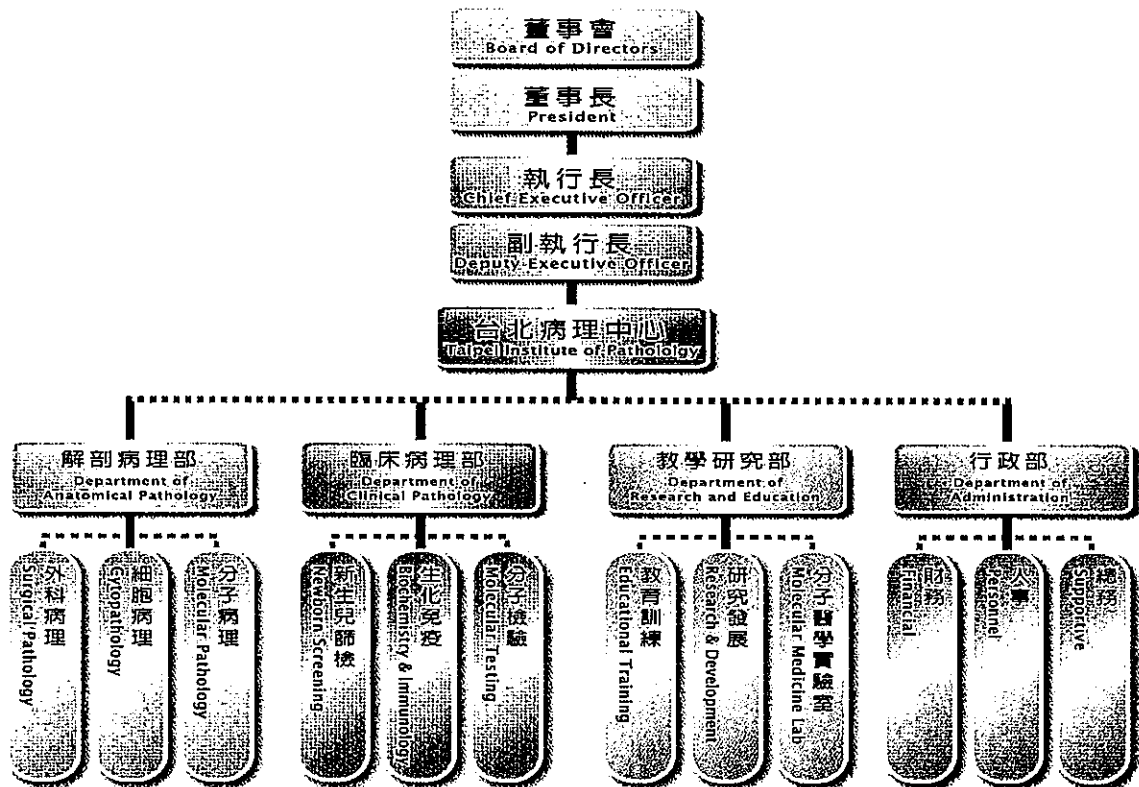 董事會
Board of Directors
董事長
President
執行長
Chief Executive Officer
副執行長
Deputy Executive Officer
台北病理中心
Taipei Institute of Patholo1gy
解剖病理部
Department of
Anatomical Pathology
臨床病理部
Department of
Clinical Pathology
教學研究部
Department of
Research and Education
行政部
Department of
Administration
外科病理
Surgical Pathology
細胞病理
Cytopathology
分子病理
Molecular Pathology
新生兒篩檢
Newborn Screening
生化免疫
Biochemistry & Immunology
分子檢驗
Molecular Testing
教育訓練
Educational Training
研究發展
Research & Development
分子醫學實驗室
Molecular Medicine Lab
財務
Financial
人事
Personnel
總務
Supportive